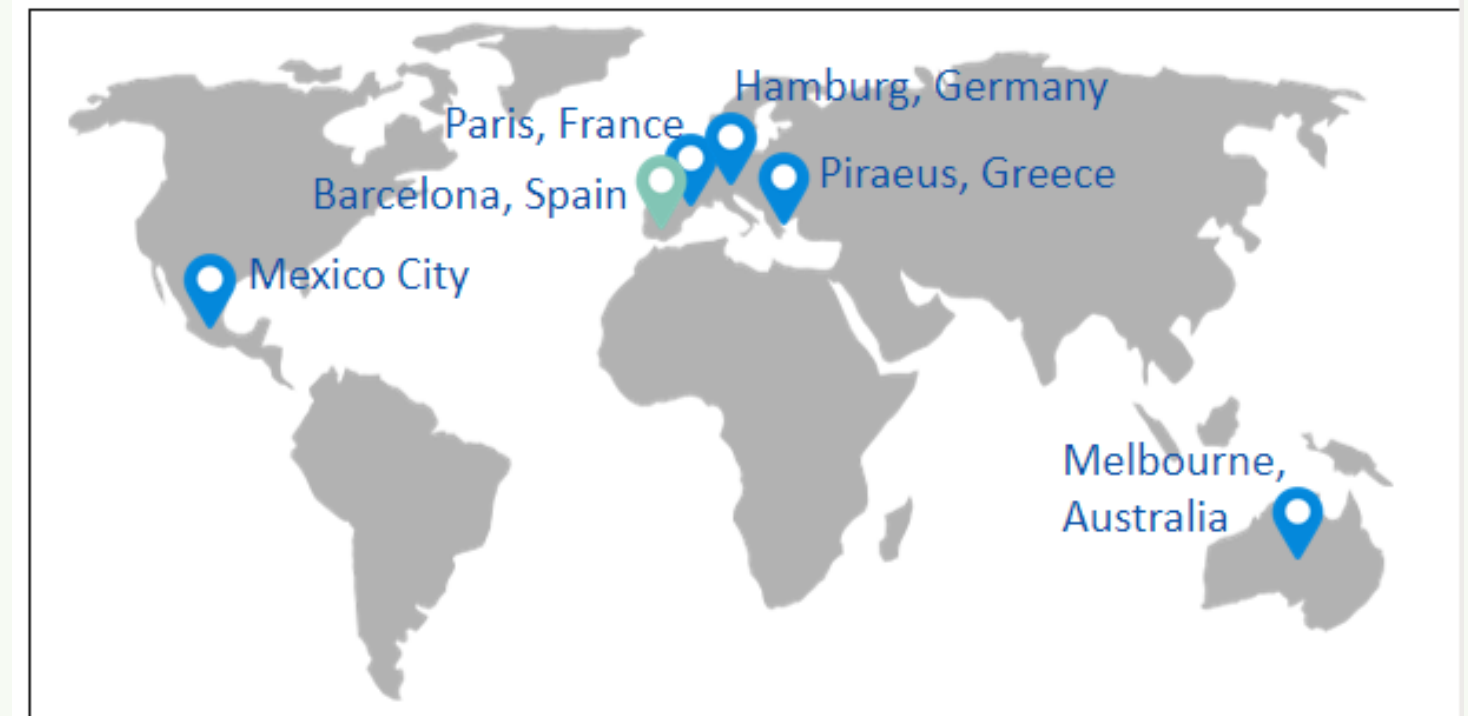 Hamburg, Germany
Paris, France
Piraeus, Greece
Barcelona, Spain
Mexico City
Melbourne,
Australia